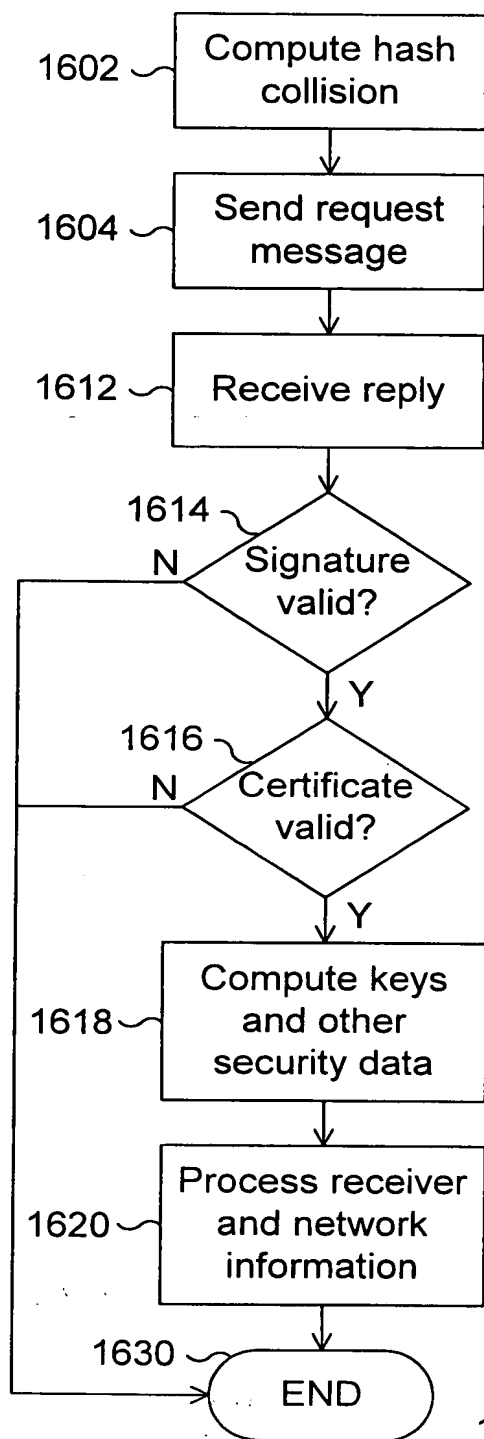 1602
Compute hash
collision
1604
Send request
message
1612
Receive reply
1614
N
Signature
valid?
Y
1616
N
Certificate
valid?
Y
1618
Compute keys
and other
security data
1620
Process receiver
and network
information
1630
END